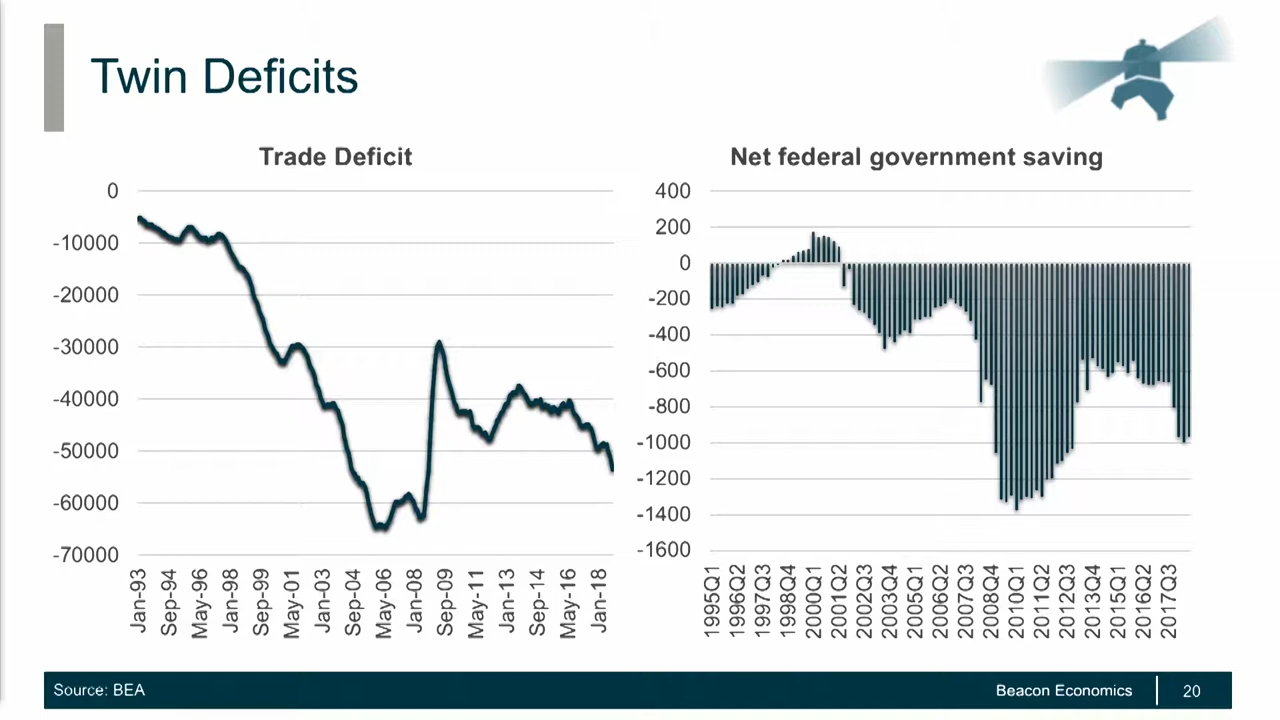 Twin Deficits
Trade Deficit
0
-10000
-20000
-30000
-40000
-50000
-60000
-70000
Jan-93
Sep-94
May-96
Jan-98
Sep-99
May-01
Jan-03
Sep-04
May-06
Jan-08
Sep-09
May-11
Jan-13
Sep-14
May-16
Jan-18
Net federal government saving
400
200
0
-200
-400
-600
-800
-1000
-1200
-1400
-1600
1995Q1
1996Q2
1997Q3
1998Q4
2000Q1
2001Q2
2002Q3
2003Q4
2005Q1
2006Q2
2007Q3
2008Q4
2010Q1
2011Q2
2012Q3
2013Q4
2015Q1
2016Q2
2017Q3
Source: BEA
Beacon Economics
20